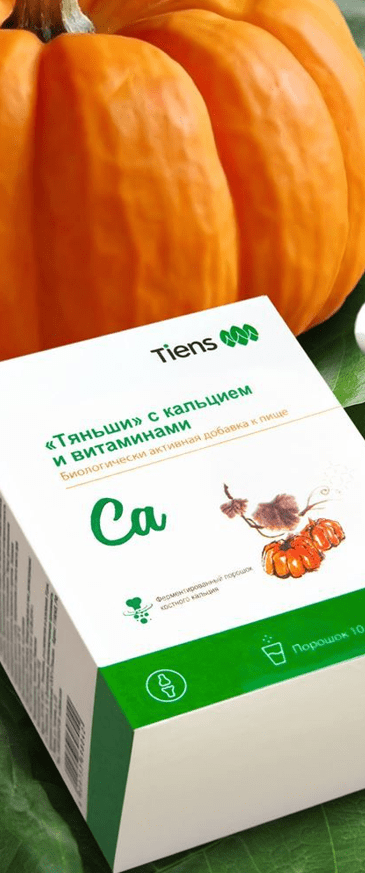 Tiens
«Тяньши» с кальцием
и витаминами
Биологически активная добавка к пище
Ca
Ферментированный порошок
костного кальция
Порошок 10